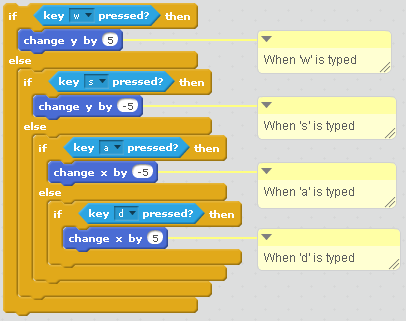 if key w pressed? then
change y by 5
When 'w' is typed
else
if key s pressed? then
change y by -5
When 's' is typed
else
if key a pressed? then
change x by -5
When 'a' is typed
else
if key d pressed? then
change x by 5
When 'd' is typed